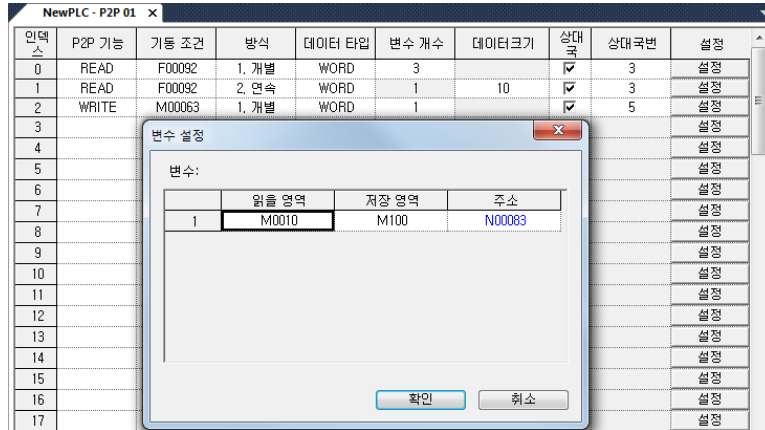 NewPLC - P2P 01 ×
인덱스 P2P 기능 기동 조건 방식 데이터 타입 변수 개수 데이터크기 상대국 상대국번 설정
0 READ F00092 1. 개별 WORD 3 3 설정
1 READ F00092 2. 연속 WORD 1 10 3 설정
2 WRITE M00063 1. 개별 WORD 1 5 설정
3 설정
4 설정
5 설정
6 설정
7 설정
8 설정
9 설정
10 설정
11 설정
12 설정
13 설정
14 설정
15 설정
16 설정
17 설정
변수 설정
변수:
읽을 영역 저장 영역 주소
1 M0010 M100 N00083
확인 취소